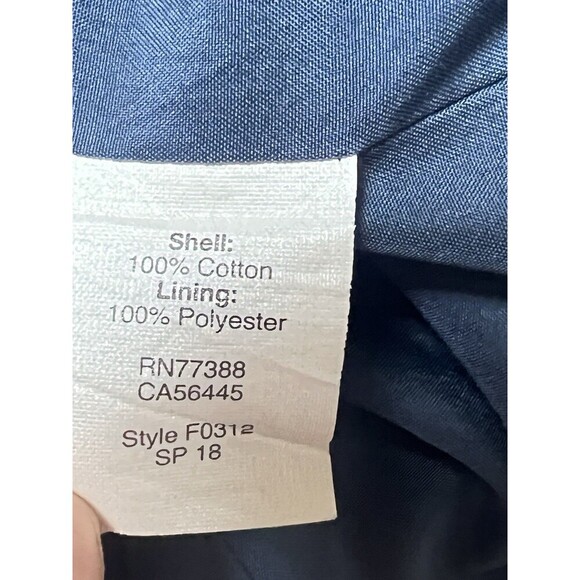 Shell:
100% Cotton
Lining:
100% Polyester
RN77388
CA56445
Style F0312
SP 18